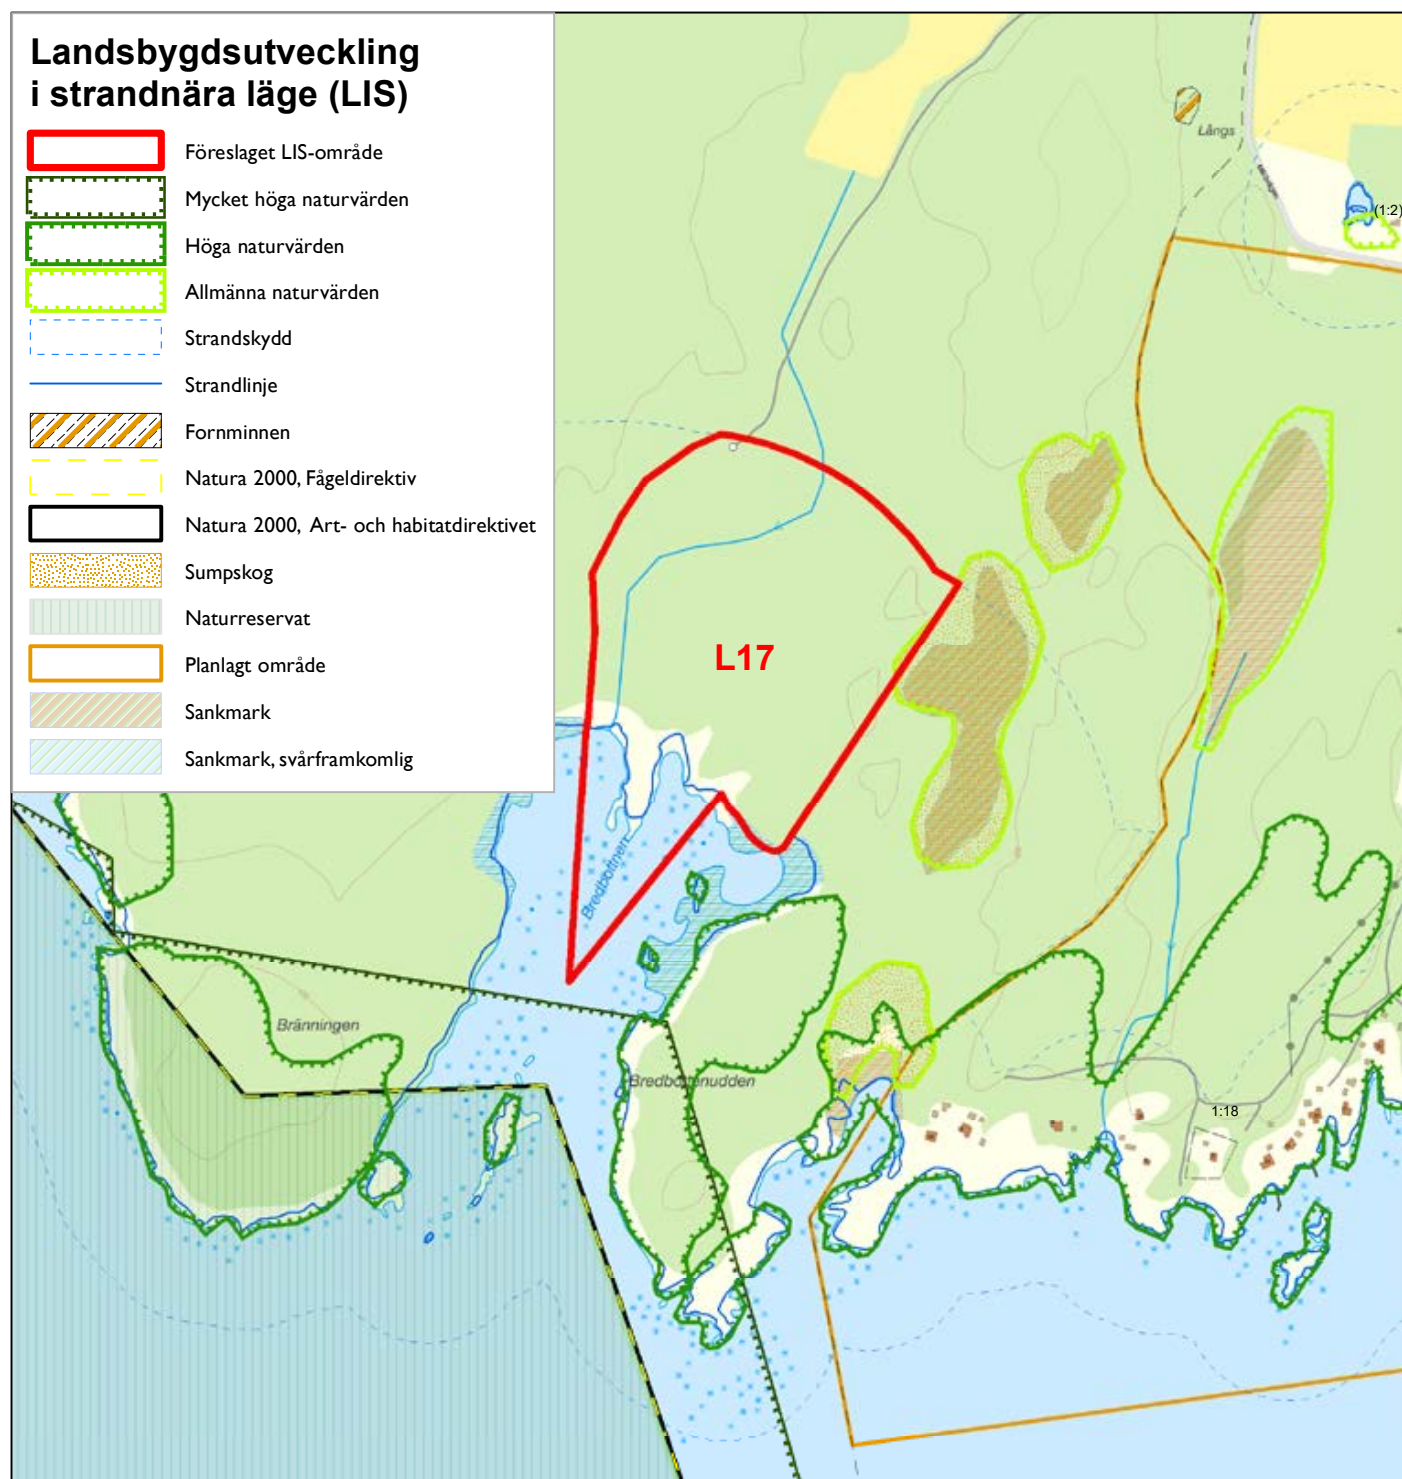 Landsbygdsutveckling
i strandnära läge (LIS)
Föreslaget LIS-område
Mycket höga naturvärden
Höga naturvärden
Allmänna naturvärden
Strandskydd
Strandlinje
Fornminnen
Natura 2000, Fågeldirektiv
Natura 2000, Art- och habitatdirektivet
Sumpskog
Naturreservat
Planlagt område
Sankmark
Sankmark, svårframkomlig
Långs
(1:2)
L17
Bredbottnen
Bränningen
Bredbottenudden
1:18